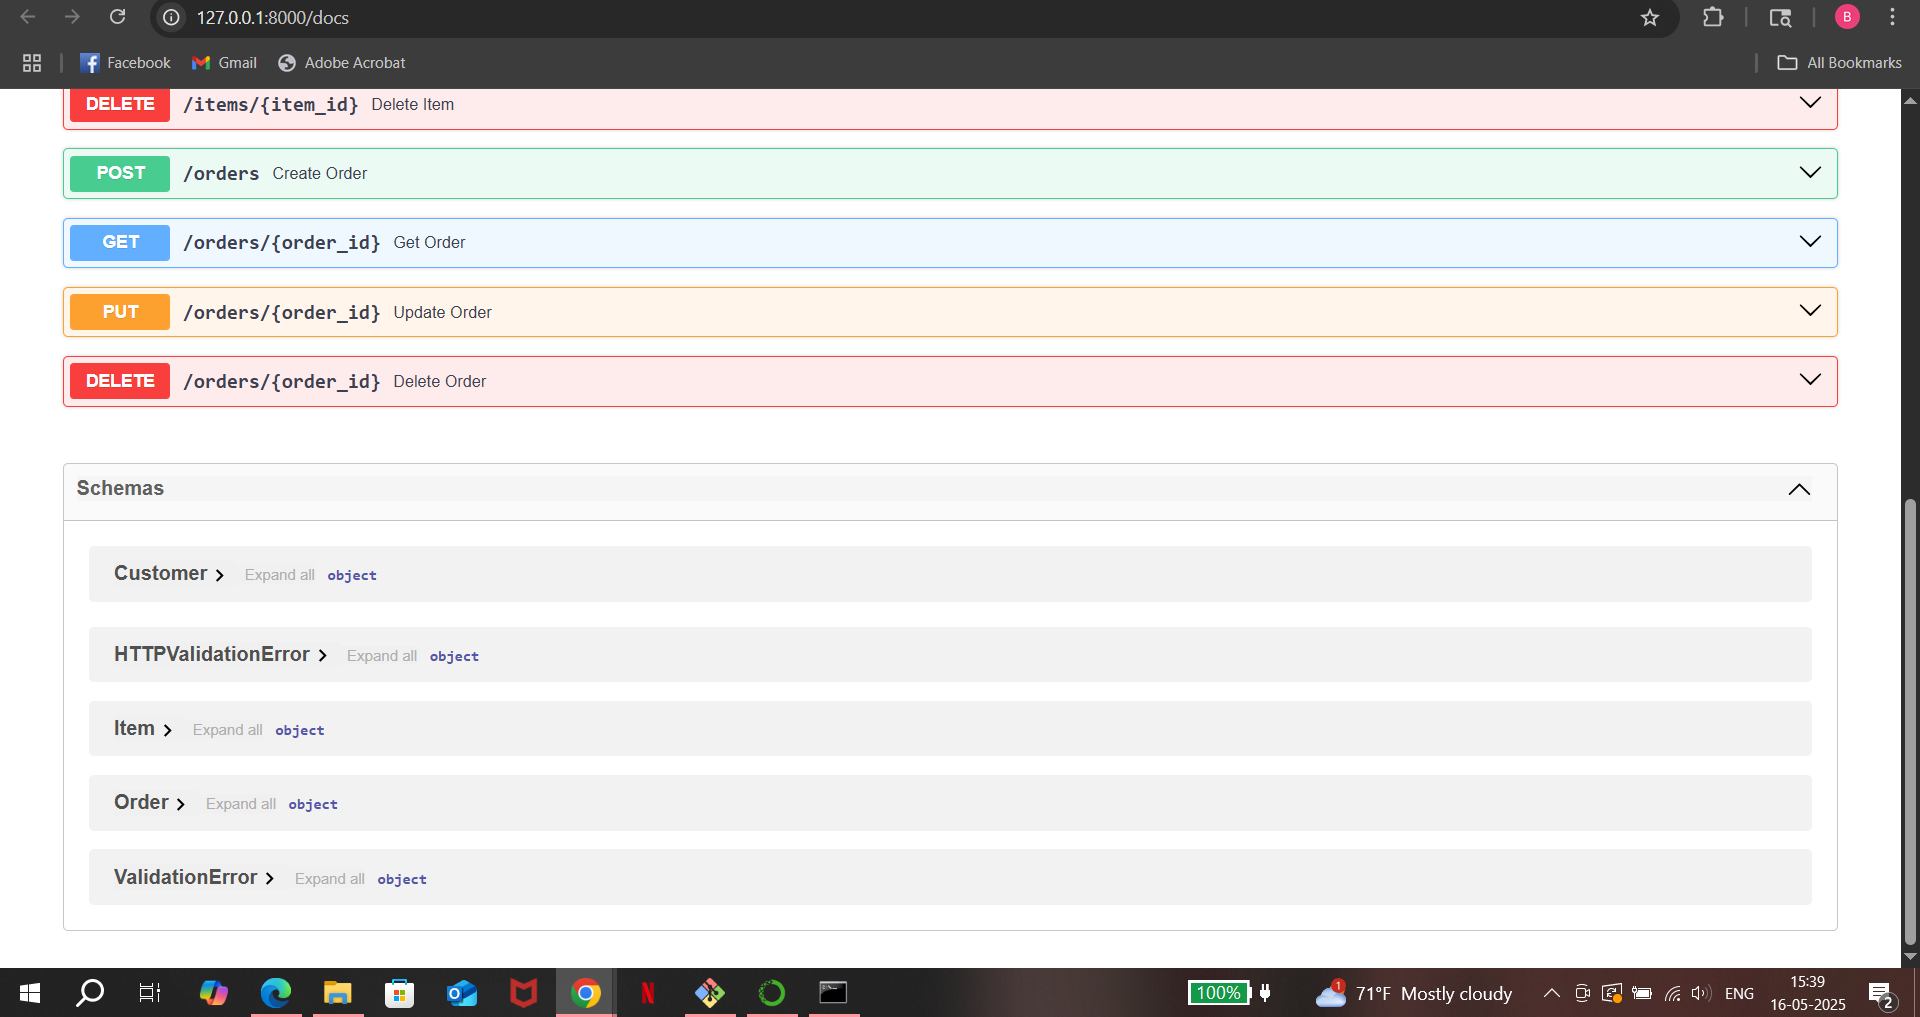 127.0.0.1:8000/docs
B
Facebook
Gmail
Adobe Acrobat
All Bookmarks
DELETE /items/{item_id} Delete Item
POST /orders Create Order
GET /orders/{order_id} Get Order
PUT /orders/{order_id} Update Order
DELETE /orders/{order_id} Delete Order
Schemas
Customer Expand all object
HTTPValidationError Expand all object
Item Expand all object
Order Expand all object
ValidationError Expand all object
100%
1
71°F Mostly cloudy
ENG
15:39
16-05-2025
2